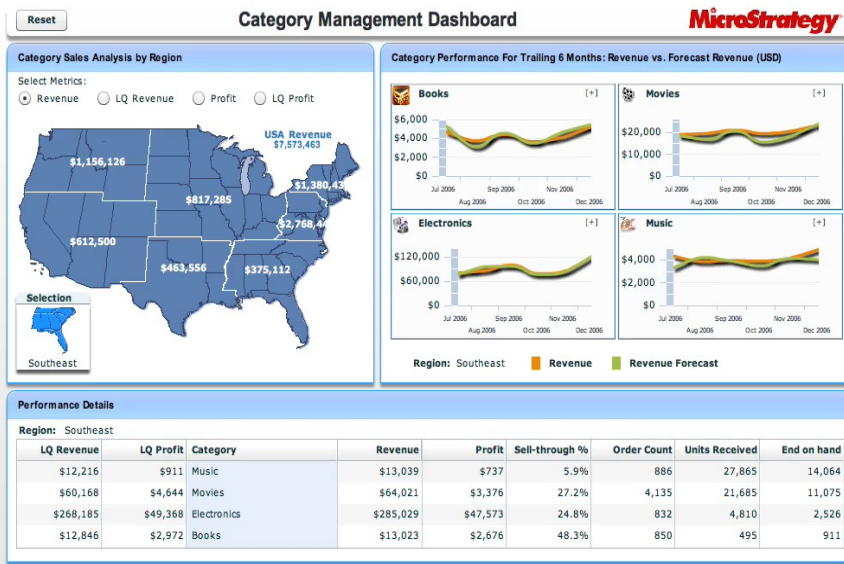 Reset
Category Management Dashboard
MicroStrategy
Category Sales Analysis by Region
Select Metrics:
Revenue LQ Revenue Profit LQ Profit
USA Revenue
$7,573,463
$1,156,126
$1,380,43
$817,285
$2,768,4
$612,500
$463,556
$375,112
Selection
Southeast
Category Performance For Trailing 6 Months: Revenue vs. Forecast Revenue (USD)
Books [+]
$6,000
$4,000
$2,000
$0
Jul 2006 Sep 2006 Nov 2006
Aug 2006 Oct 2006 Dec 2006
Movies [+]
$20,000
$10,000
$0
Jul 2006 Sep 2006 Nov 2006
Aug 2006 Oct 2006 Dec 2006
Electronics [+]
$120,000
$60,000
$0
Jul 2006 Sep 2006 Nov 2006
Aug 2006 Oct 2006 Dec 2006
Music [+]
$4,000
$2,000
$0
Jul 2006 Sep 2006 Nov 2006
Aug 2006 Oct 2006 Dec 2006
Region: Southeast Revenue Revenue Forecast
Performance Details
Region: Southeast
LQ Revenue LQ Profit Category Revenue Profit Sell-through % Order Count Units Received End on hand
$12,216 $911 Music $13,039 $737 5.9% 886 27,865 14,064
$60,168 $4,644 Movies $64,021 $3,376 27.2% 4,135 21,685 11,075
$268,185 $49,368 Electronics $285,029 $47,573 24.8% 832 4,810 2,526
$12,846 $2,972 Books $13,023 $2,676 48.3% 850 495 911